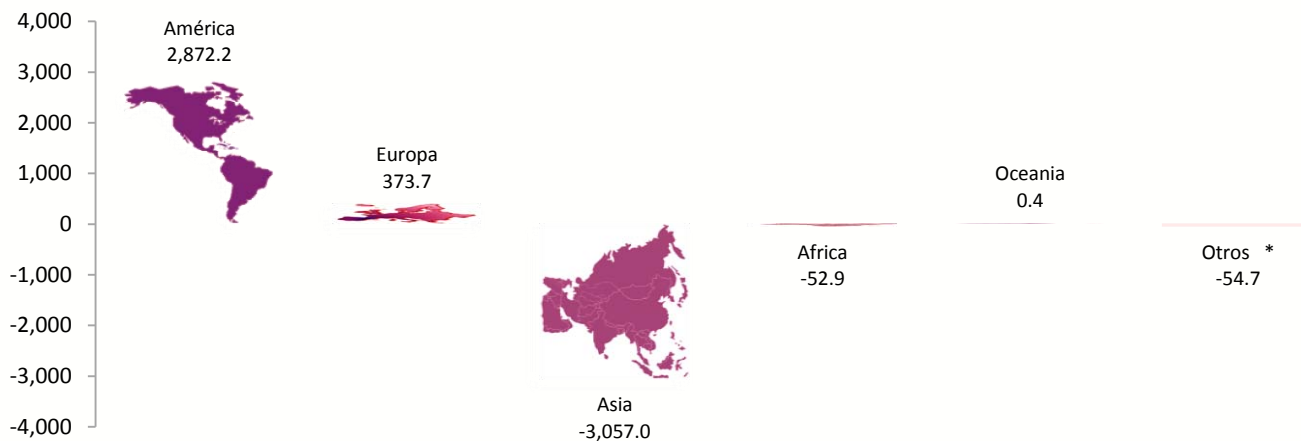 4,000
3,000
2,000
1,000
0
-1,000
-2,000
-3,000
-4,000
América
2,872.2
Europa
373.7
Asia
-3,057.0
Africa
-52.9
Oceania
0.4
Otros *
-54.7